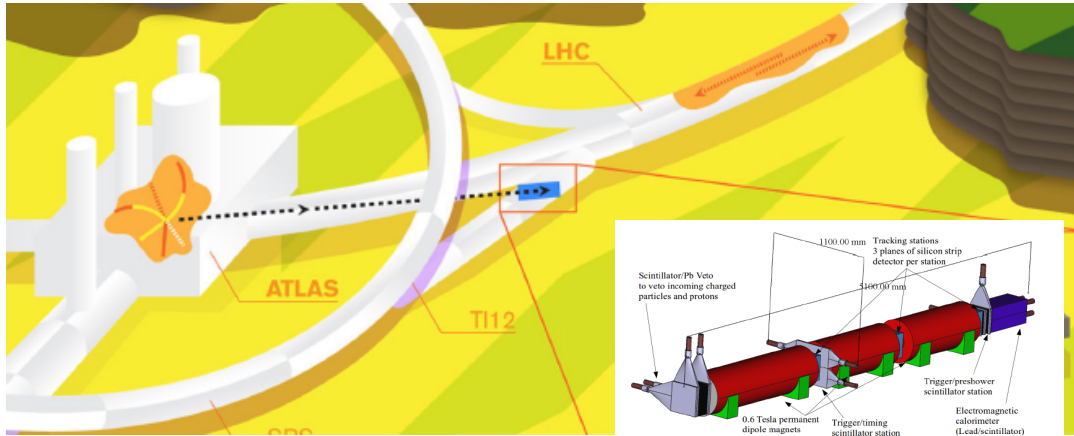 LHC
ATLAS
TI12
SPS
1100.00 mm
Tracking stations
3 planes of silicon strip
detector per station
5100.00 mm
Scintillator/Pb Veto
to veto incoming charged
particles and protons
0.6 Tesla permanent
dipole magnets
Trigger/timing
scintillator station
Trigger/preshower
scintillator station
Electromagnetic
calorimeter
(Lead/scintillator)